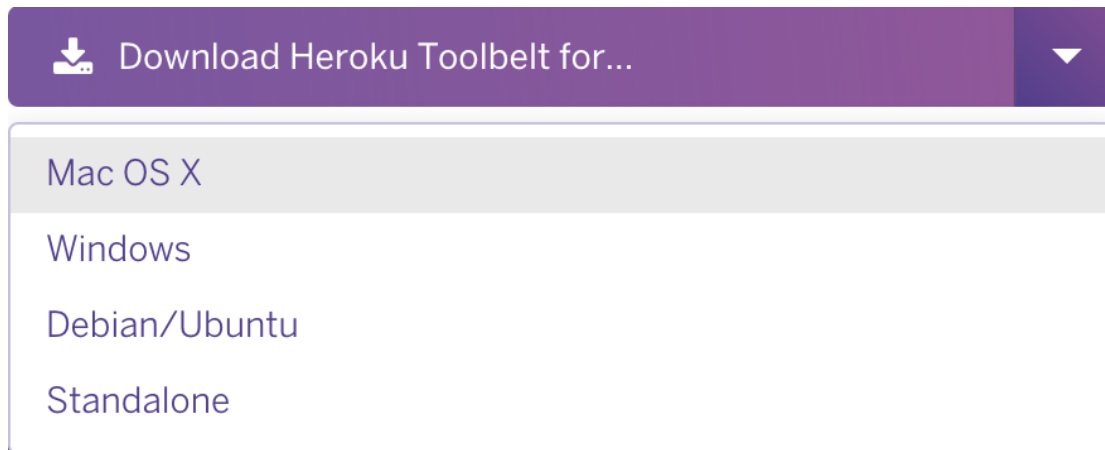 Download Heroku Toolbelt for...
Mac OS X
Windows
Debian/Ubuntu
Standalone